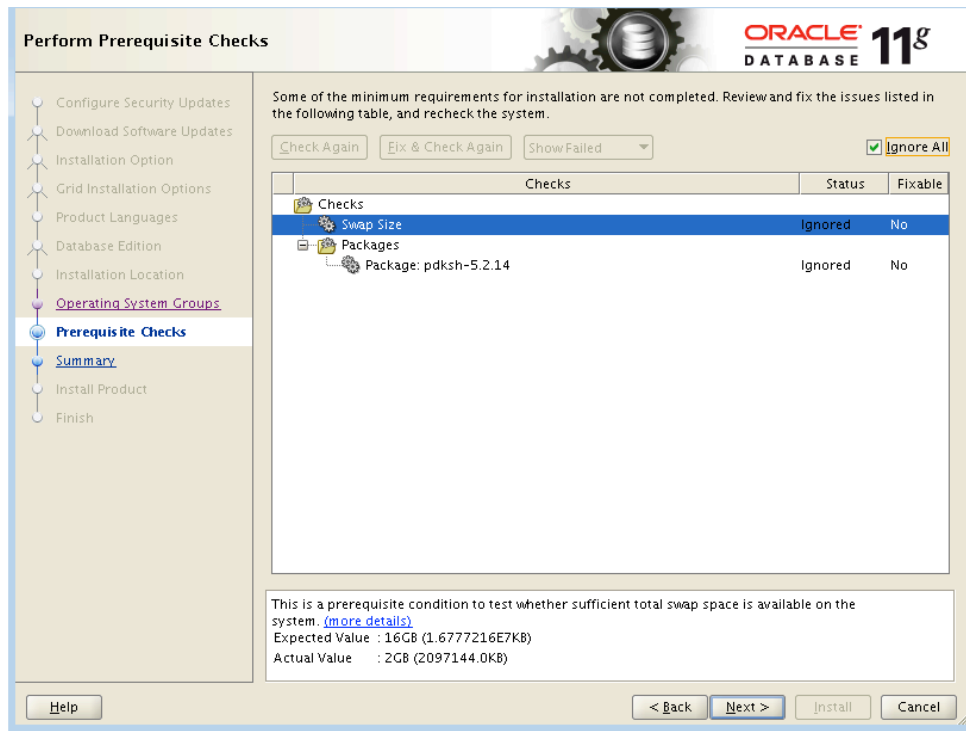 Perform Prerequisite Checks
ORACLE®
DATABASE
11g
Configure Security Updates
Download Software Updates
Installation Option
Grid Installation Options
Product Languages
Database Edition
Installation Location
Operating System Groups
Prerequisite Checks
Summary
Install Product
Finish
Some of the minimum requirements for installation are not completed. Review and fix the issues listed in
the following table, and recheck the system.
Check Again Fix & Check Again Show Failed Ignore All
Checks Status Fixable
Checks
Swap Size Ignored No
Packages
Package: pdksh-5.2.14 Ignored No
This is a prerequisite condition to test whether sufficient total swap space is available on the
system. (more details)
Expected Value : 16GB (1.6777216E7KB)
Actual Value : 2GB (2097144.0KB)
Help < Back Next > Install Cancel